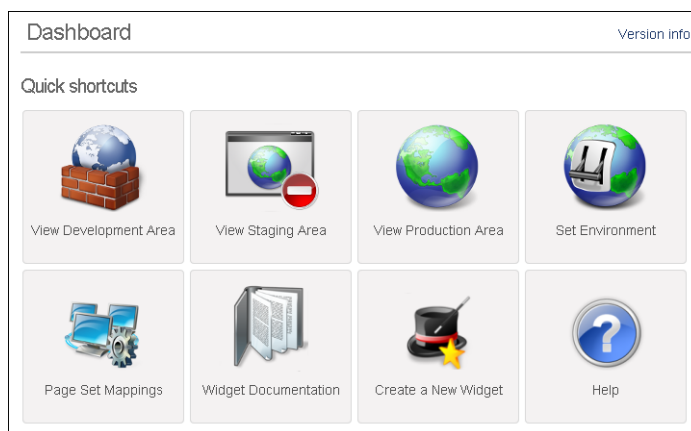 Dashboard
Version info
Quick shortcuts
View Development Area
View Staging Area
View Production Area
Set Environment
Page Set Mappings
Widget Documentation
Create a New Widget
Help